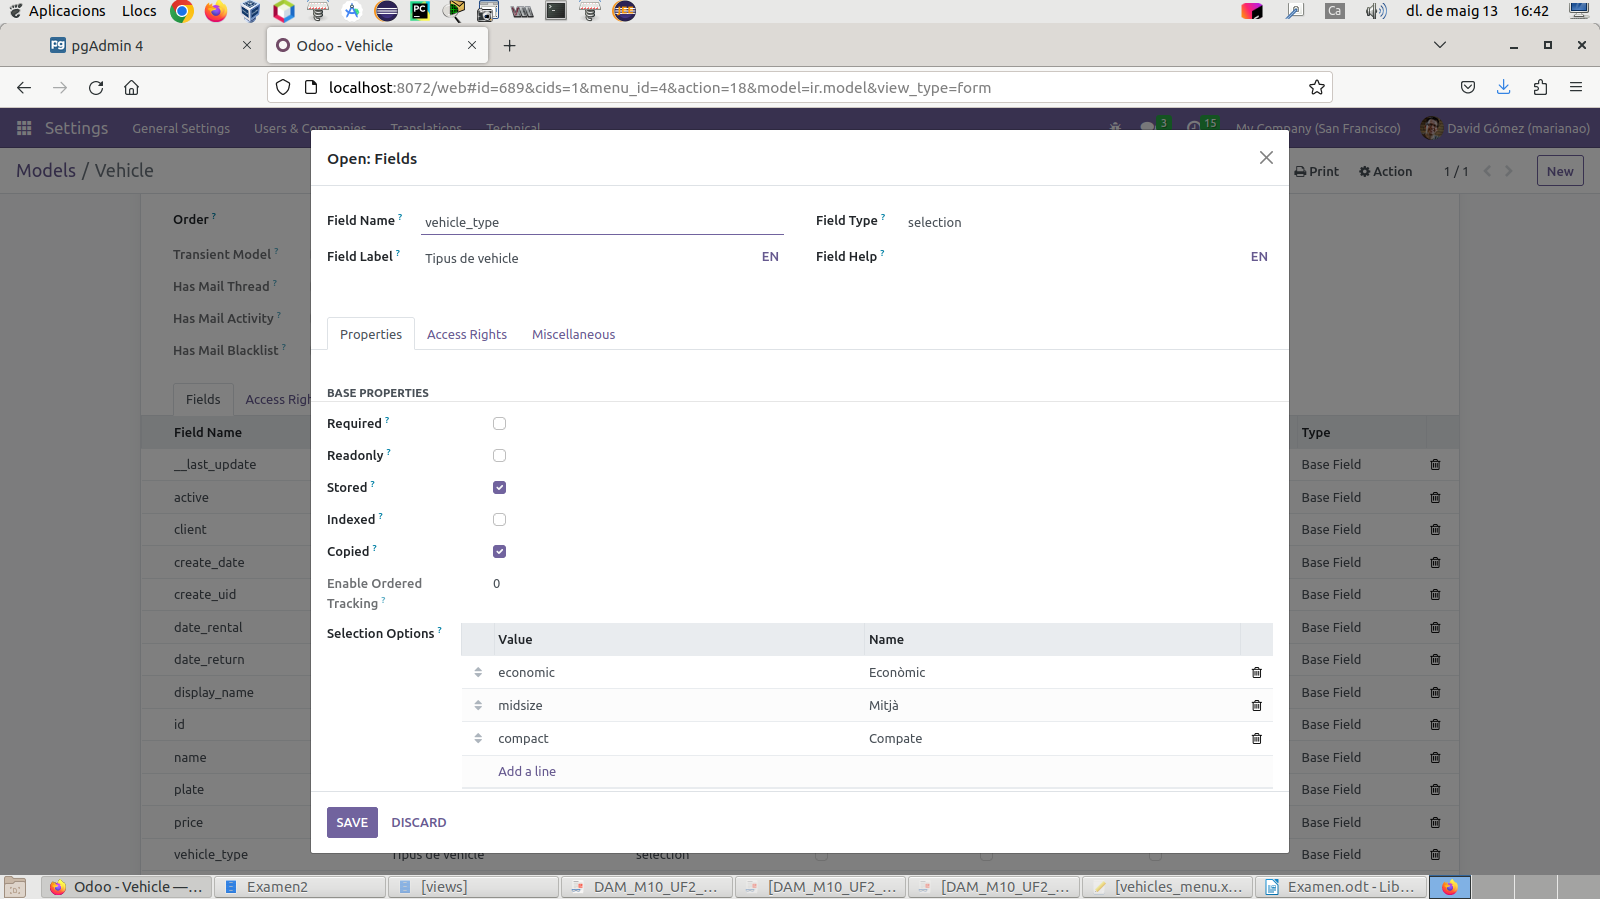 Aplicacions Llocs Ca dl. de maig 13 16:42
pgAdmin 4 Odoo - Vehicle
localhost:8072/web#id=689&cids=1&menu_id=4&action=18&model=ir.model&view_type=form
Settings General Settings Users & Companies Translations Technical 3 15 My Company (San Francisco) David Gómez (marianao)
Models / Vehicle Print Action 1 / 1 New
Open: Fields
Order ?
Transient Model ?
Has Mail Thread ?
Has Mail Activity ?
Has Mail Blacklist ?
Fields Access Righ
Field Name Type
__last_update Base Field
active Base Field
client Base Field
create_date Base Field
create_uid Base Field
date_rental Base Field
date_return Base Field
display_name Base Field
id Base Field
name Base Field
plate Base Field
price Base Field
vehicle_type Tipus de vehicle selection Base Field
Field Name ? vehicle_type Field Type ? selection
Field Label ? Tipus de vehicle EN Field Help ? EN
Properties Access Rights Miscellaneous
BASE PROPERTIES
Required ?
Readonly ?
Stored ?
Indexed ?
Copied ?
Enable Ordered
Tracking ? 0
Selection Options ? Value Name
economic Econòmic
midsize Mitjà
compact Compate
Add a line
SAVE DISCARD
Odoo - Vehicle —... Examen2 [views] DAM_M10_UF2_... [DAM_M10_UF2_... [DAM_M10_UF2_... [vehicles_menu.x... Examen.odt - Lib...